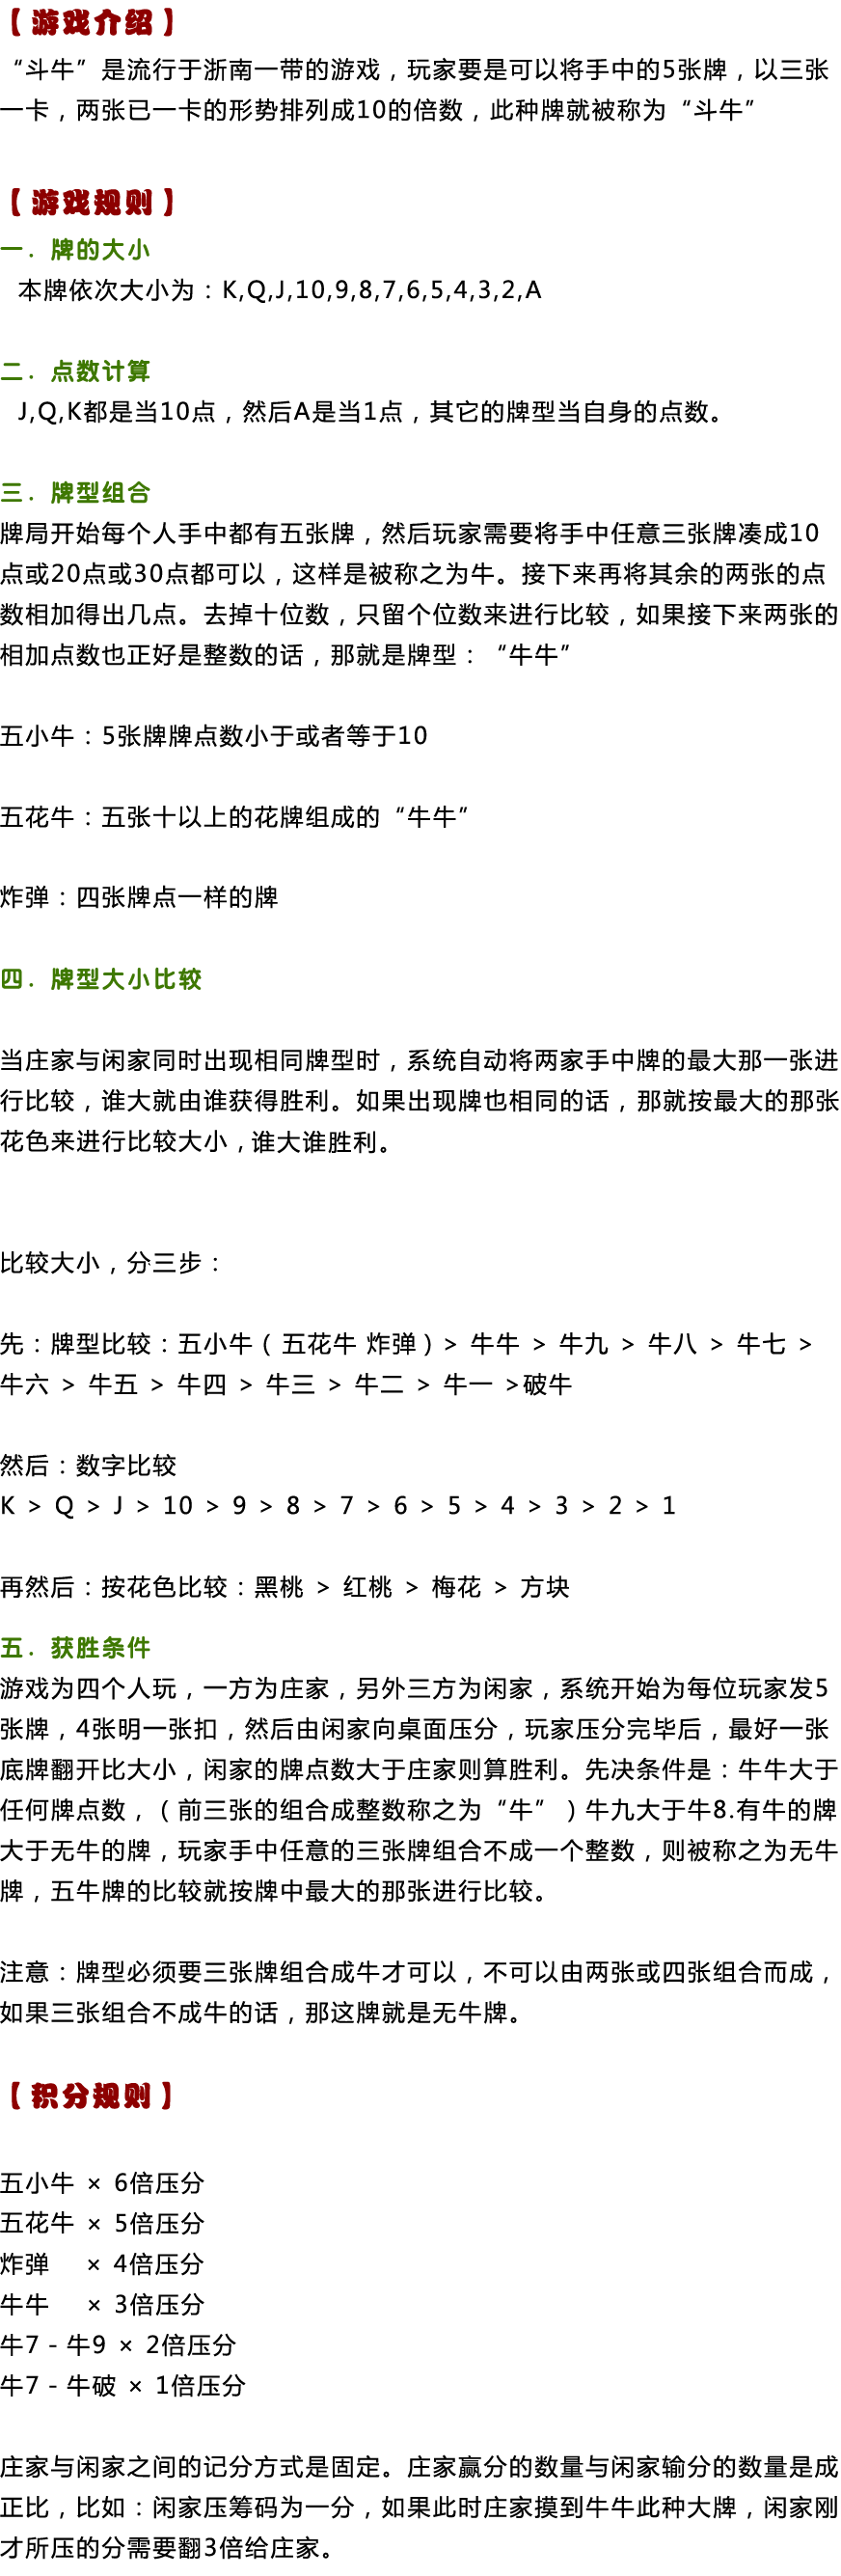 【游戏介绍】
“斗牛”是流行于浙南一带的游戏，玩家要是可以将手中的5张牌，以三张
一卡，两张已一卡的形势排列成10的倍数，此种牌就被称为“斗牛”
【游戏规则】
一．牌的大小
本牌依次大小为：K,Q,J,10,9,8,7,6,5,4,3,2,A
二．点数计算
J,Q,K都是当10点，然后A是当1点，其它的牌型当自身的点数。
三．牌型组合
牌局开始每个人手中都有五张牌，然后玩家需要将手中任意三张牌凑成10
点或20点或30点都可以，这样是被称之为牛。接下来再将其余的两张的点
数相加得出几点。去掉十位数，只留个位数来进行比较，如果接下来两张的
相加点数也正好是整数的话，那就是牌型：“牛牛”
五小牛：5张牌牌点数小于或者等于10
五花牛：五张十以上的花牌组成的“牛牛”
炸弹：四张牌点一样的牌
四．牌型大小比较
当庄家与闲家同时出现相同牌型时，系统自动将两家手中牌的最大那一张进
行比较，谁大就由谁获得胜利。如果出现牌也相同的话，那就按最大的那张
花色来进行比较大小，谁大谁胜利。
比较大小，分三步：
先：牌型比较：五小牛（ 五花牛 炸弹）> 牛牛 > 牛九 > 牛八 > 牛七 >
牛六 > 牛五 > 牛四 > 牛三 > 牛二 > 牛一 >破牛
然后：数字比较
K > Q > J > 10 > 9 > 8 > 7 > 6 > 5 > 4 > 3 > 2 > 1
再然后：按花色比较：黑桃 > 红桃 > 梅花 > 方块
五．获胜条件
游戏为四个人玩，一方为庄家，另外三方为闲家，系统开始为每位玩家发5
张牌，4张明一张扣，然后由闲家向桌面压分，玩家压分完毕后，最好一张
底牌翻开比大小，闲家的牌点数大于庄家则算胜利。先决条件是：牛牛大于
任何牌点数，（前三张的组合成整数称之为“牛”）牛九大于牛8.有牛的牌
大于无牛的牌，玩家手中任意的三张牌组合不成一个整数，则被称之为无牛
牌，五牛牌的比较就按牌中最大的那张进行比较。
注意：牌型必须要三张牌组合成牛才可以，不可以由两张或四张组合而成，
如果三张组合不成牛的话，那这牌就是无牛牌。
【积分规则】
五小牛 × 6倍压分
五花牛 × 5倍压分
炸弹 × 4倍压分
牛牛 × 3倍压分
牛7 - 牛9 × 2倍压分
牛7 - 牛破 × 1倍压分
庄家与闲家之间的记分方式是固定。庄家赢分的数量与闲家输分的数量是成
正比，比如：闲家压筹码为一分，如果此时庄家摸到牛牛此种大牌，闲家刚
才所压的分需要翻3倍给庄家。